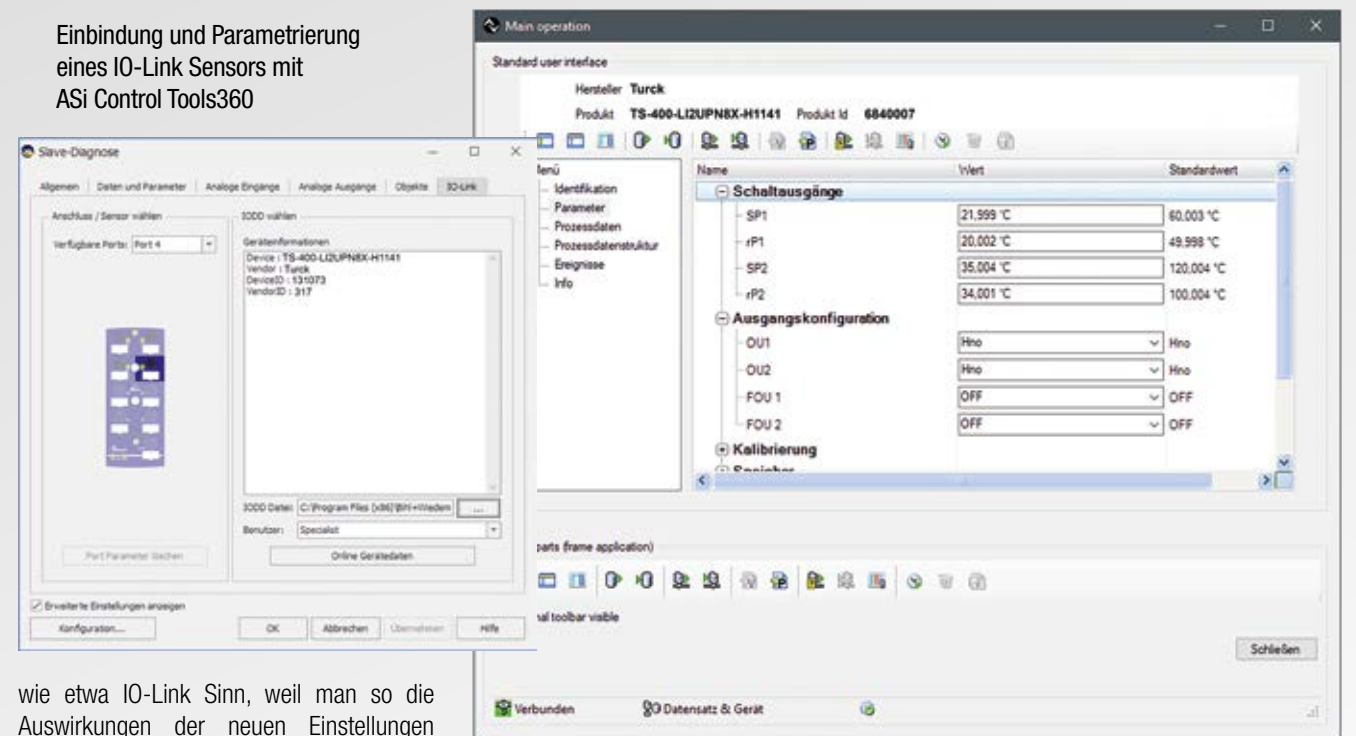 Einbindung und Parametrierung
eines IO-Link Sensors mit
ASi Control Tools360
Slave-Diagnose
Allgemein
Daten und Parameter
Analoge Eingänge
Analoge Ausgänge
Objekte
IO-Link
Anschluss / Sensor wählen
Verfügbare Ports:
Port 4
Port Parameter löschen
IODD wählen
Geräteinformationen
Device : TS-400-LI2UPN8X-H1141
Vendor : Turck
DeviceID : 131073
VendorID : 317
IODD Datei:
C:\Program Files (x86)\Bihl+Wiedem
...
Benutzer:
Spezialist
Online Gerätedaten
Erweiterte Einstellungen anzeigen
Konfiguration...
OK
Abbrechen
Übernehmen
Hilfe
Main operation
Standard user interface
Hersteller Turck
Produkt TS-400-LI2UPN8X-H1141 Produkt Id 6840007
Identifikation
Parameter
Prozessdaten
Prozessdatenstruktur
Ereignisse
Info
Name Wert Standardwert
Schaltausgänge
SP1 21,999 °C 60,003 °C
rP1 20,002 °C 49,998 °C
SP2 35,004 °C 120,004 °C
rP2 34,001 °C 100,004 °C
Ausgangskonfiguration
OU1 Hno Hno
OU2 Hno Hno
FOU 1 OFF OFF
FOU 2 OFF OFF
Kalibrierung
parts (frame application)
toolbar visible
Schließen
Verbunden
Datensatz & Gerät
wie etwa IO-Link Sinn, weil man so die
Auswirkungen der neuen Einstellungen